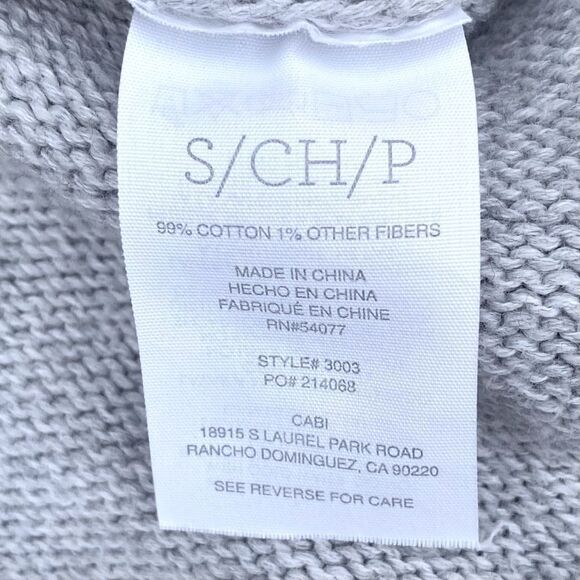 S/CH/P
99% COTTON 1% OTHER FIBERS
MADE IN CHINA
HECHO EN CHINA
FABRIQUÉ EN CHINE
RN#54077
STYLE# 3003
PO# 214068
CABI
18915 S LAUREL PARK ROAD
RANCHO DOMINGUEZ, CA 90220
SEE REVERSE FOR CARE